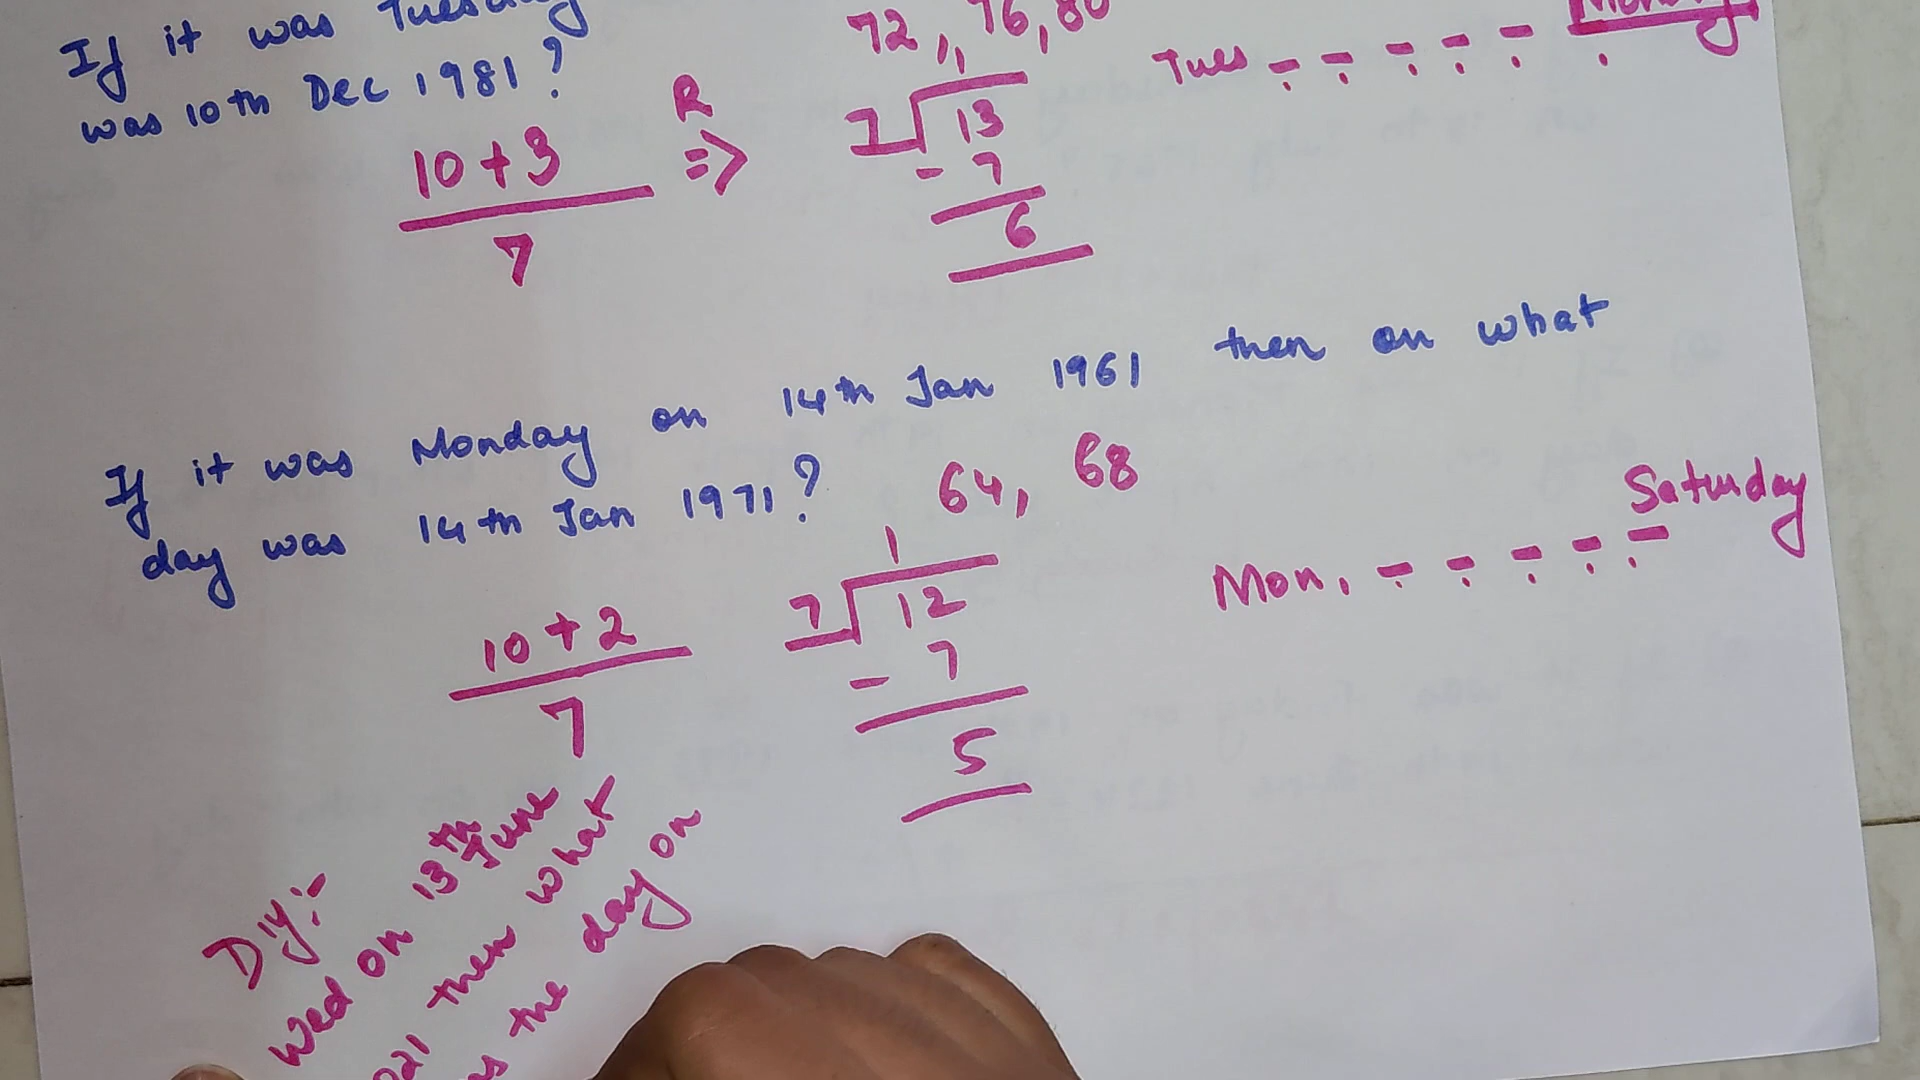 If it was Tuesday
was 10th Dec 1981?
72, 76, 80
Tues
Monday
10 + 3
7
R
=>
1
7 13
- 7
6
If it was Monday on 14th Jan 1961 then on what
day was 14th Jan 1971?
64, 68
10 + 2
7
1
7 12
- 7
5
Mon.
Saturday
DIY:-
Wed on 13th June
021 then what
the day on